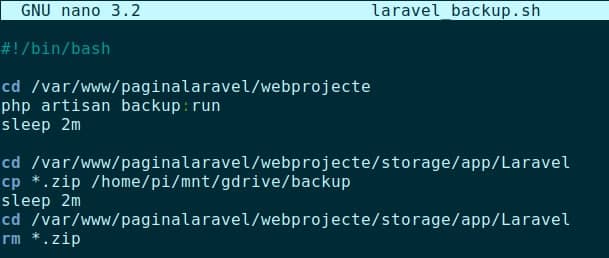 GNU nano 3.2 laravel_backup.sh
#!/bin/bash
cd /var/www/paginalaravel/webprojecte
php artisan backup:run
sleep 2m
cd /var/www/paginalaravel/webprojecte/storage/app/Laravel
cp *.zip /home/pi/mnt/gdrive/backup
sleep 2m
cd /var/www/paginalaravel/webprojecte/storage/app/Laravel
rm *.zip